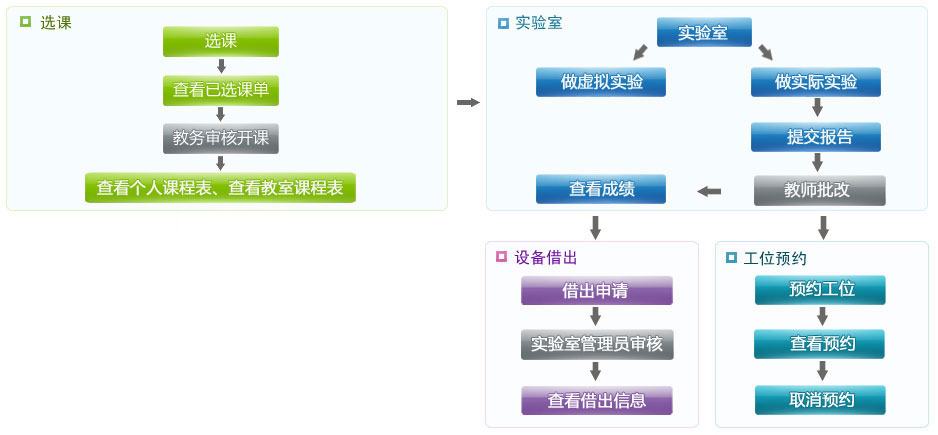 选课
选课
查看已选课单
教务审核开课
查看个人课程表、查看教室课程表
实验室
实验室
做虚拟实验
做实际实验
提交报告
查看成绩
教师批改
设备借出
借出申请
实验室管理员审核
查看借出信息
工位预约
预约工位
查看预约
取消预约